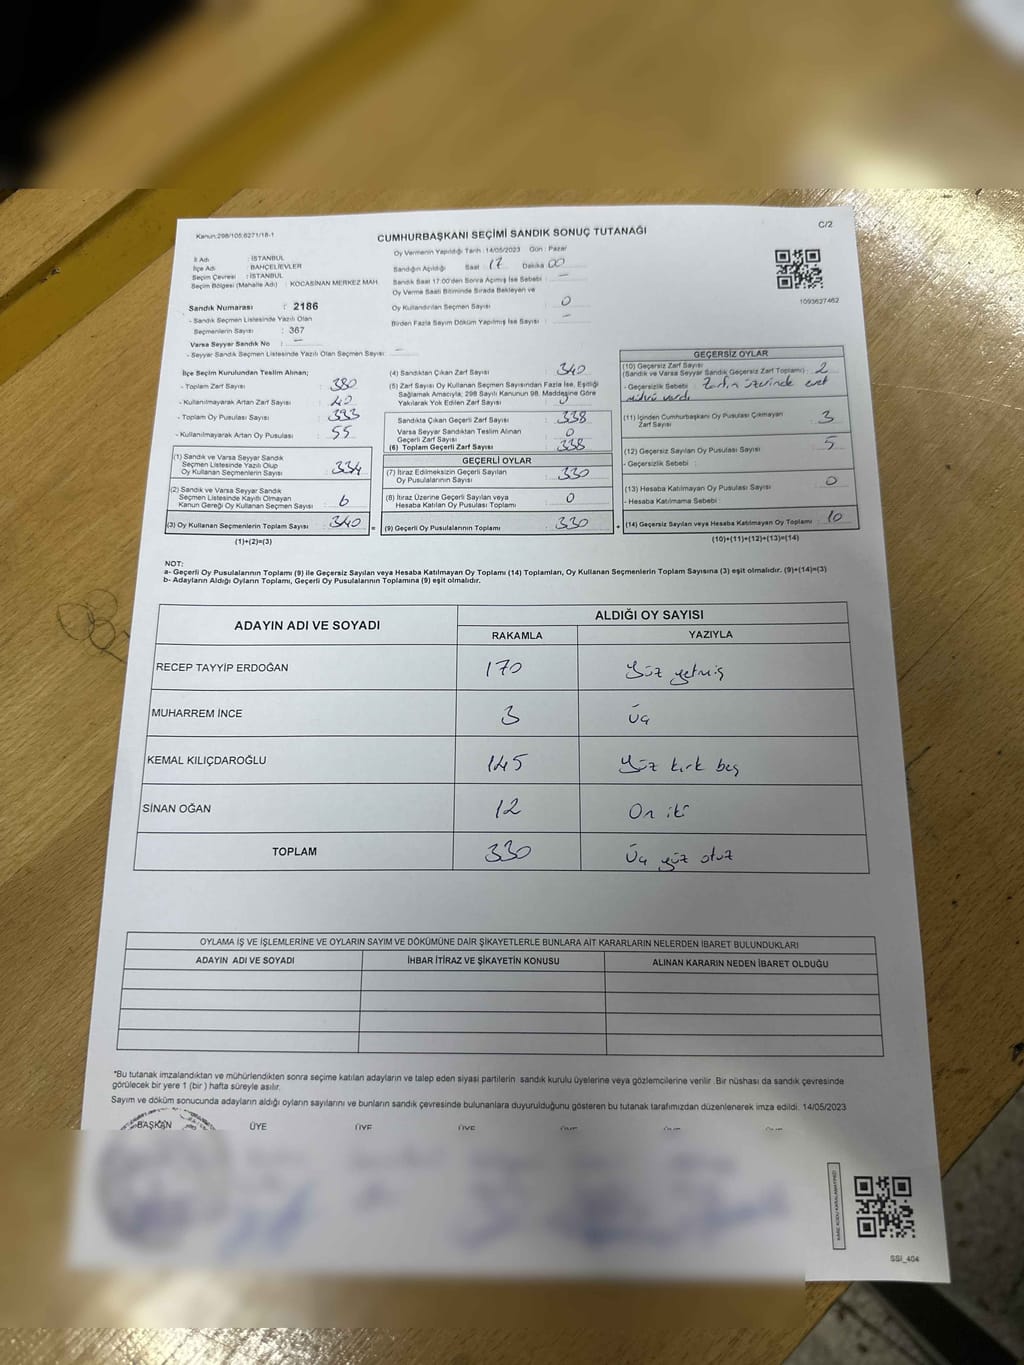 Kanun:298/105;6271/18-1
CUMHURBAŞKANI SEÇİMİ SANDIK SONUÇ TUTANAĞI
C/2
Oy Vermenin Yapıldığı Tarih :14/05/2023 Gün : Pazar
İl Adı : İSTANBUL
İlçe Adı : BAHÇELİEVLER
Seçim Çevresi : İSTANBUL
Seçim Bölgesi (Mahalle Adı) : KOCASİNAN MERKEZ MAH.
Sandığın Açıldığı Saat 17 Dakika 00
Sandık Saat 17:00'den Sonra Açılmış İse Sebebi : —
Oy Verme Saati Bitiminde Sırada Bekleyen ve
Oy Kullandırılan Seçmen Sayısı : 0
Birden Fazla Sayım Döküm Yapılmış İse Sayısı : —
1093627462
Sandık Numarası : 2186
- Sandık Seçmen Listesinde Yazılı Olan
Seçmenlerin Sayısı : 367
Varsa Seyyar Sandık No : —
- Seyyar Sandık Seçmen Listesinde Yazılı Olan Seçmen Sayısı : —
İlçe Seçim Kurulundan Teslim Alınan;
- Toplam Zarf Sayısı : 380
- Kullanılmayarak Artan Zarf Sayısı : 40
- Toplam Oy Pusulası Sayısı : 393
- Kullanılmayarak Artan Oy Pusulası : 55
(1) Sandık ve Varsa Seyyar Sandık
Seçmen Listesinde Yazılı Olup
Oy Kullanan Seçmenlerin Sayısı : 334
(2) Sandık ve Varsa Seyyar Sandık
Seçmen Listesinde Kayıtlı Olmayan
Kanun Gereği Oy Kullanan Seçmen Sayısı : 6
(3) Oy Kullanan Seçmenlerin Toplam Sayısı : 340 =
(1)+(2)=(3)
(4) Sandıktan Çıkan Zarf Sayısı : 340
(5) Zarf Sayısı Oy Kullanan Seçmen Sayısından Fazla İse, Eşitliği
Sağlamak Amacıyla; 298 Sayılı Kanunun 98. Maddesine Göre
Yakılarak Yok Edilen Zarf Sayısı : 0
Sandıkta Çıkan Geçerli Zarf Sayısı : 338
Varsa Seyyar Sandıktan Teslim Alınan
Geçerli Zarf Sayısı : 0
(6) Toplam Geçerli Zarf Sayısı : 338
GEÇERLİ OYLAR
(7) İtiraz Edilmeksizin Geçerli Sayılan
Oy Pusulalarının Sayısı : 330
(8) İtiraz Üzerine Geçerli Sayılan veya
Hesaba Katılan Oy Pusulası Toplamı : 0
(9) Geçerli Oy Pusulalarının Toplamı : 330 +
GEÇERSİZ OYLAR
(10) Geçersiz Zarf Sayısı
(Sandık ve Varsa Seyyar Sandık Geçersiz Zarf Toplamı) : 2
- Geçersizlik Sebebi : Zarfın üzerinde evet
mührü vardı
(11) İçinden Cumhurbaşkanı Oy Pusulası Çıkmayan
Zarf Sayısı : 3
(12) Geçersiz Sayılan Oy Pusulası Sayısı : 5
- Geçersizlik Sebebi :
(13) Hesaba Katılmayan Oy Pusulası Sayısı : 0
- Hesaba Katılmama Sebebi :
(14) Geçersiz Sayılan veya Hesaba Katılmayan Oy Toplamı : 10
(10)+(11)+(12)+(13)=(14)
NOT:
a- Geçerli Oy Pusulalarının Toplamı (9) ile Geçersiz Sayılan veya Hesaba Katılmayan Oy Toplamı (14) Toplamları, Oy Kullanan Seçmenlerin Toplam Sayısına (3) eşit olmalıdır. (9)+(14)=(3)
b- Adayların Aldığı Oyların Toplamı, Geçerli Oy Pusulalarının Toplamına (9) eşit olmalıdır.
ADAYIN ADI VE SOYADI
ALDIĞI OY SAYISI
RAKAMLA YAZIYLA
RECEP TAYYİP ERDOĞAN 170 Yüz yetmiş
MUHARREM İNCE 3 Üç
KEMAL KILIÇDAROĞLU 145 Yüz kırk beş
SİNAN OĞAN 12 On iki
TOPLAM 330 Üç yüz otuz
OYLAMA İŞ VE İŞLEMLERİNE VE OYLARIN SAYIM VE DÖKÜMÜNE DAİR ŞİKAYETLERLE BUNLARA AİT KARARLARIN NELERDEN İBARET BULUNDUKLARI
ADAYIN ADI VE SOYADI İHBAR İTİRAZ VE ŞİKAYETİN KONUSU ALINAN KARARIN NEDEN İBARET OLDUĞU
*Bu tutanak imzalandıktan ve mühürlendikten sonra seçime katılan adayların ve talep eden siyasi partilerin sandık kurulu üyelerine veya gözlemcilerine verilir .Bir nüshası da sandık çevresinde
görülecek bir yere 1 (bir ) hafta süreyle asılır.
Sayım ve döküm sonucunda adayların aldığı oyların sayılarını ve bunların sandık çevresinde bulunanlara duyurulduğunu gösteren bu tutanak tarafımızdan düzenlenerek imza edildi. 14/05/2023
BAŞKAN ÜYE ÜYE ÜYE ÜYE ÜYE ÜYE
SSİ_404